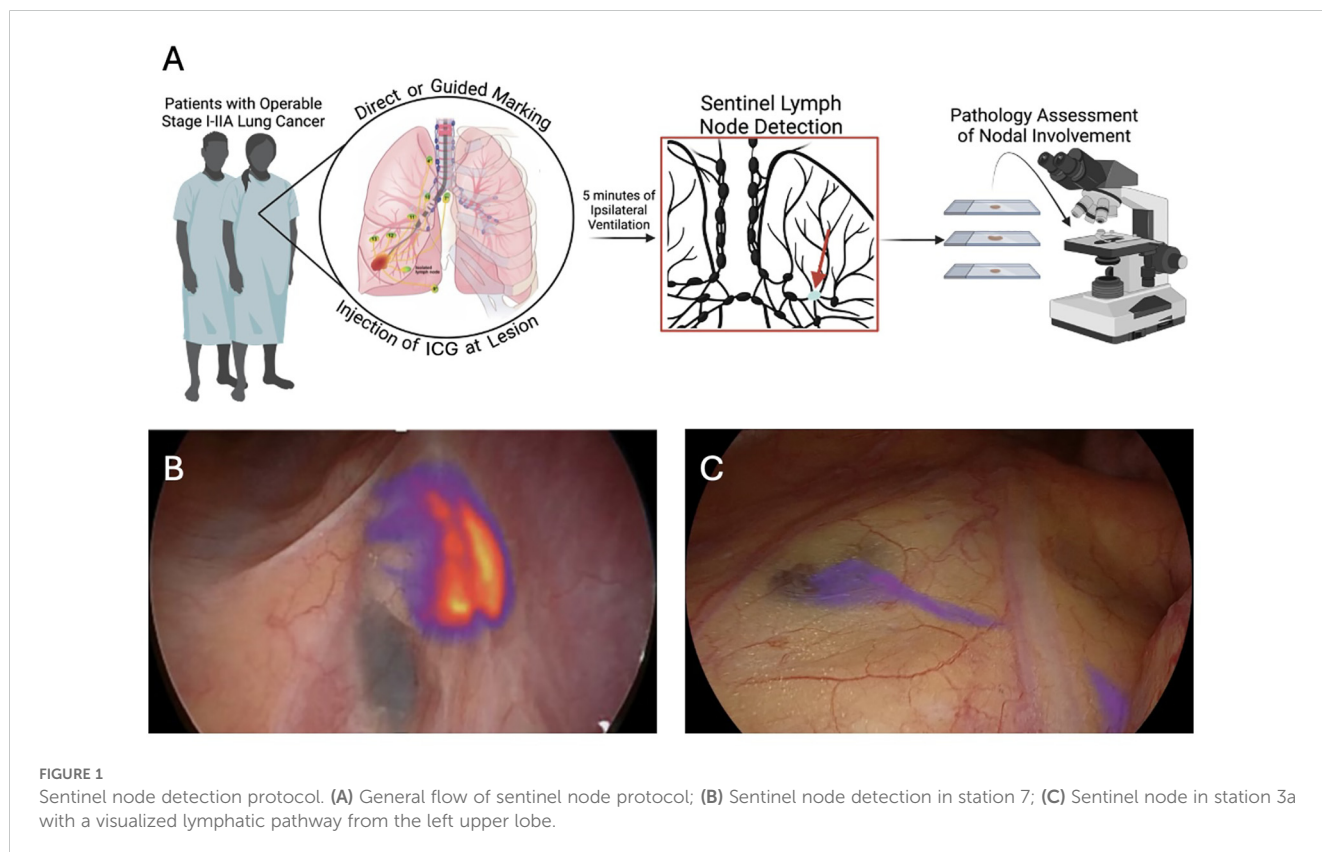 A
Patients with Operable
Stage I-IIA Lung Cancer
Direct or Guided Marking
Injection of ICG at Lesion
5 minutes of
Ipsilateral
Ventilation
Sentinel Lymph
Node Detection
Pathology Assessment
of Nodal Involvement
B
C
FIGURE 1
Sentinel node detection protocol. (A) General flow of sentinel node protocol; (B) Sentinel node detection in station 7; (C) Sentinel node in station 3a
with a visualized lymphatic pathway from the left upper lobe.